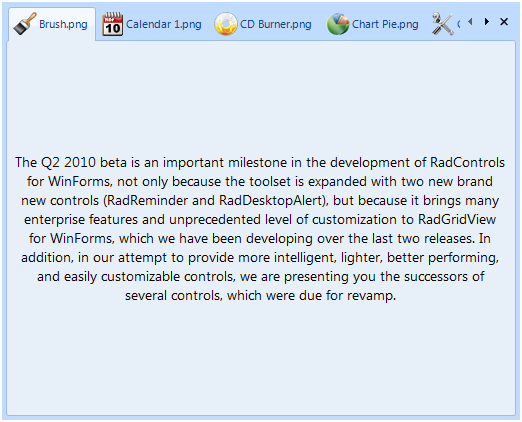 Brush.png Calendar 1.png CD Burner.png Chart Pie.png
NOV
10
The Q2 2010 beta is an important milestone in the development of RadControls
for WinForms, not only because the toolset is expanded with two new brand
new controls (RadReminder and RadDesktopAlert), but because it brings many
enterprise features and unprecedented level of customization to RadGridView
for WinForms, which we have been developing over the last two releases. In
addition, in our attempt to provide more intelligent, lighter, better performing,
and easily customizable controls, we are presenting you the successors of
several controls, which were due for revamp.